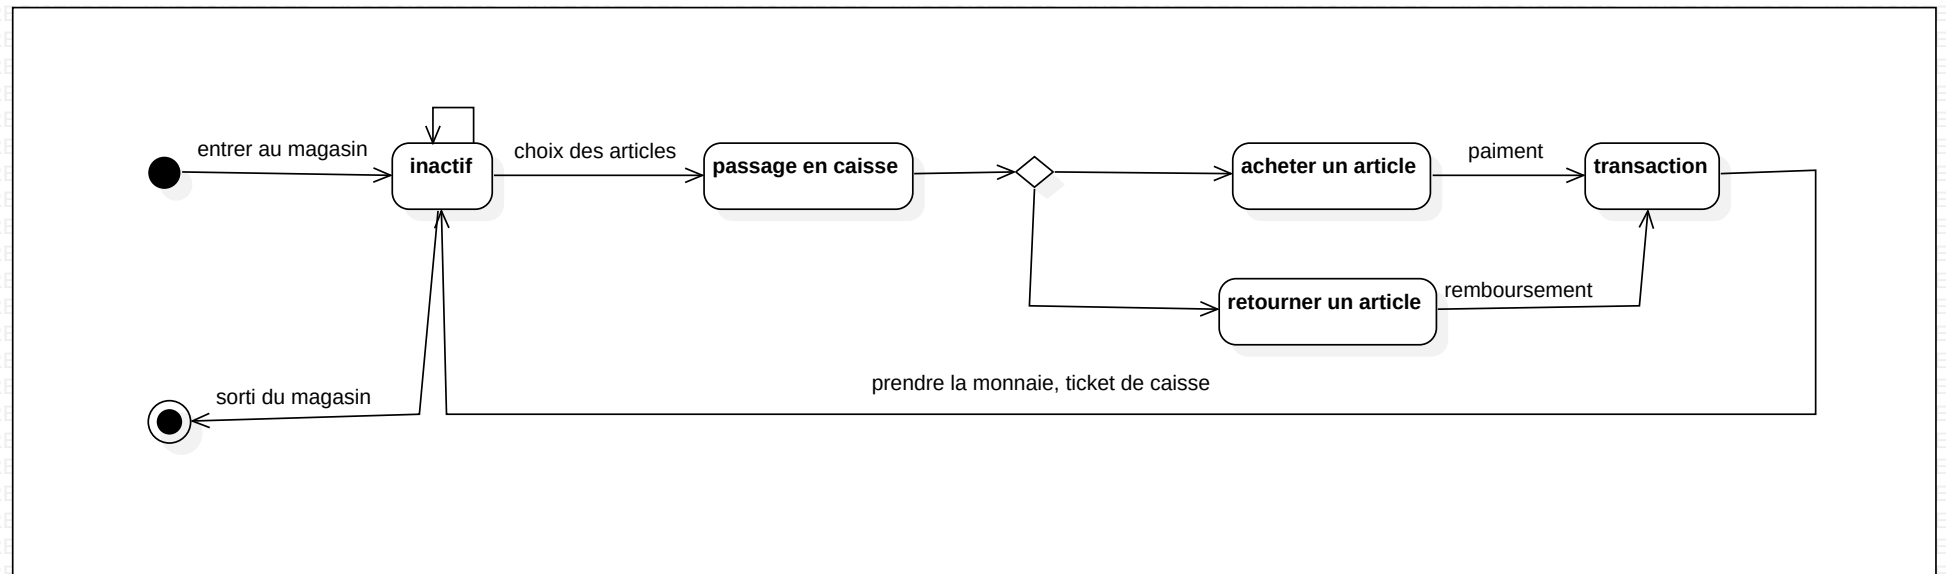 entrer au magasin
inactif
choix des articles
passage en caisse
acheter un article
paiment
transaction
retourner un article
remboursement
prendre la monnaie, ticket de caisse
sorti du magasin